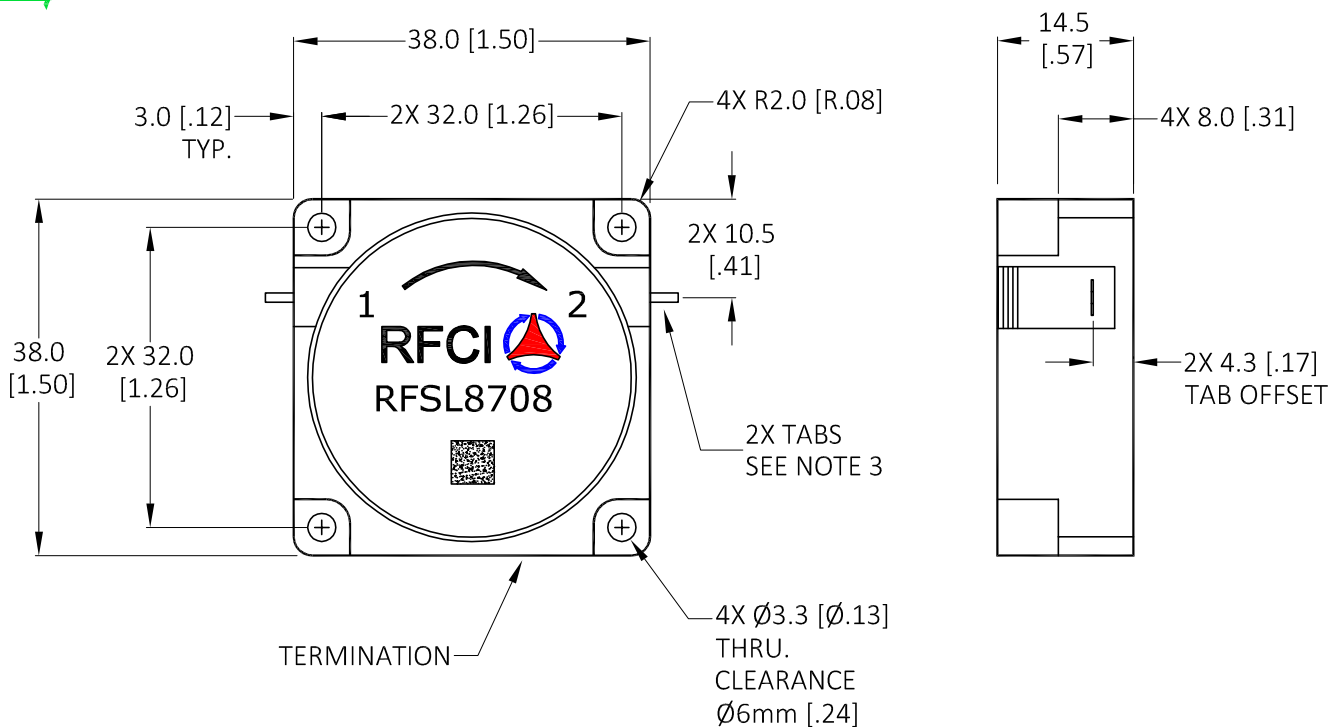 38.0 [1.50]
14.5
[.57]
3.0 [.12]
TYP.
2X 32.0 [1.26]
4X R2.0 [R.08]
4X 8.0 [.31]
2X 10.5
[.41]
1
2
RFCI
RFSL8708
38.0
[1.50]
2X 32.0
[1.26]
2X 4.3 [.17]
TAB OFFSET
2X TABS
SEE NOTE 3
TERMINATION
4X Ø3.3 [Ø.13]
THRU.
CLEARANCE
Ø6mm [.24]